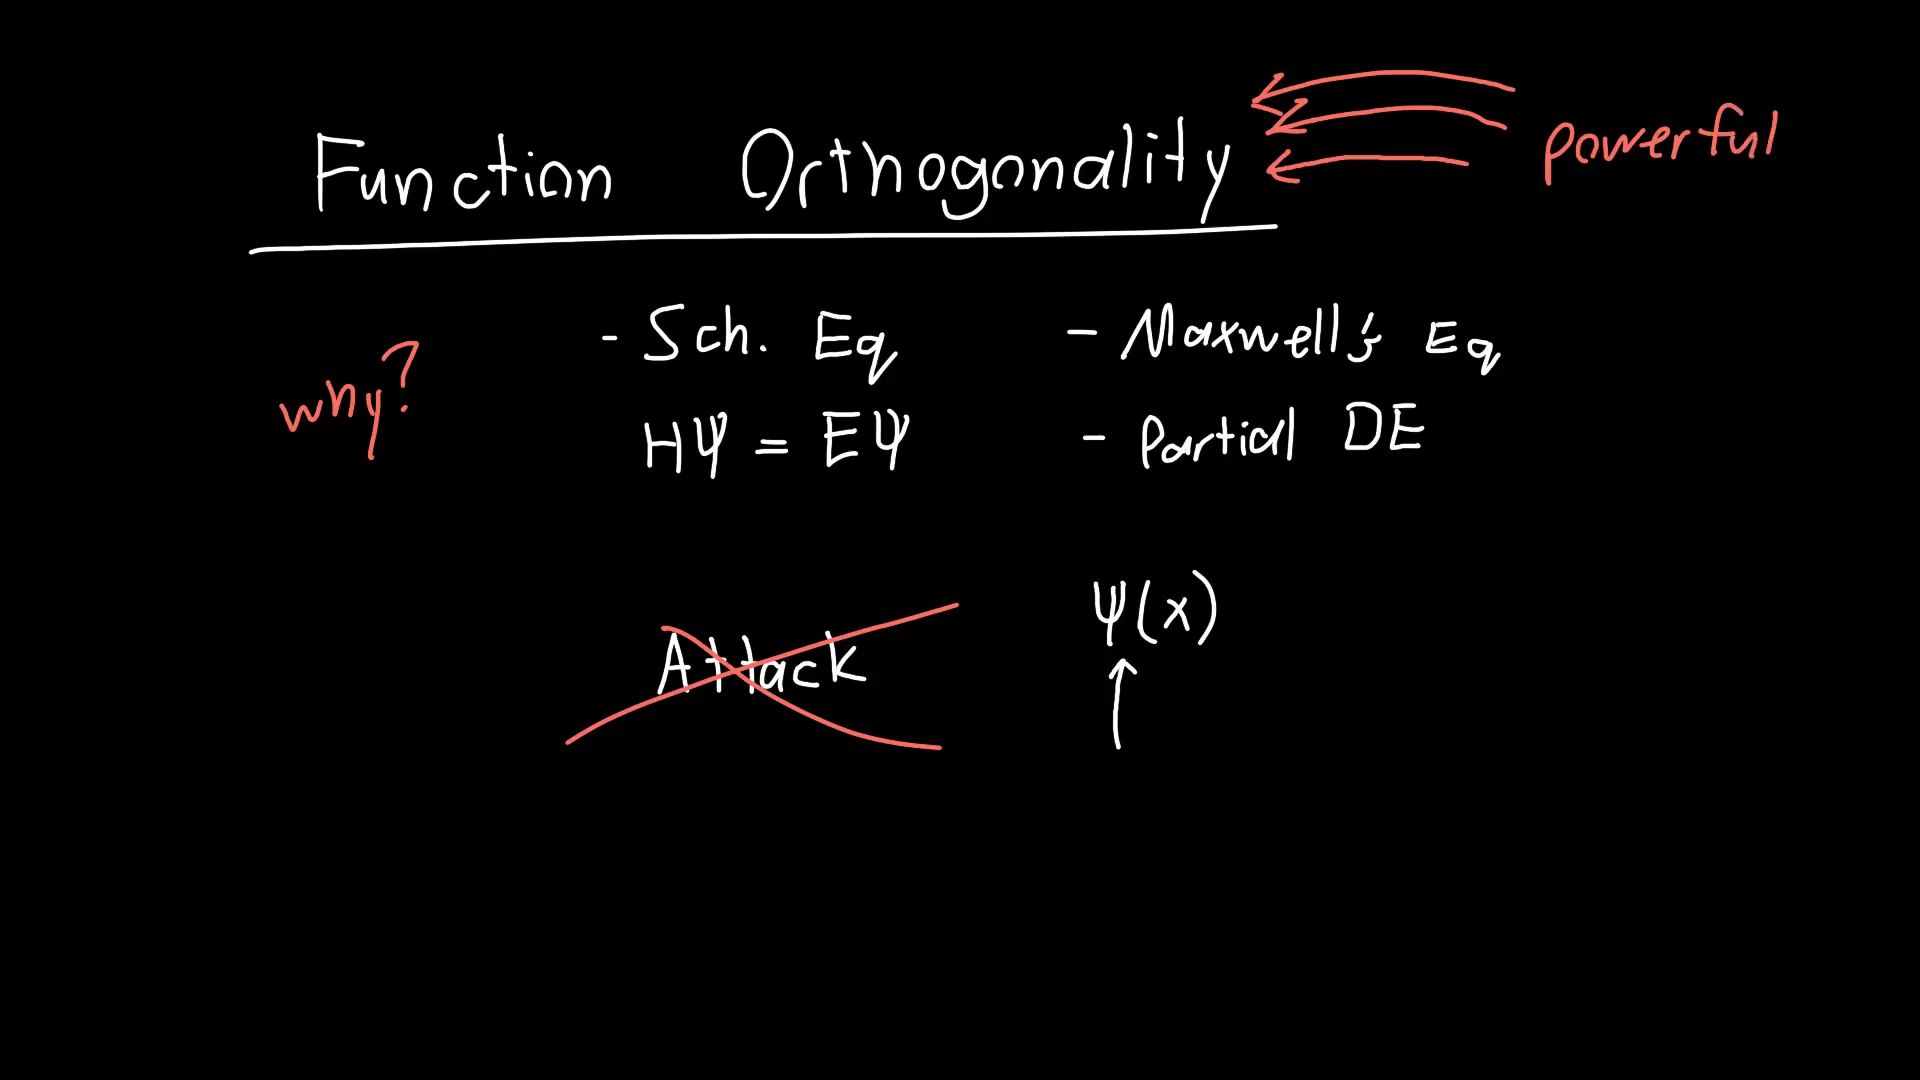 Function Orthogonality
powerful
why?
- Sch. Eq
HΨ = EΨ
- Maxwell's Eq
- Partial DE
Attack
Ψ(x)